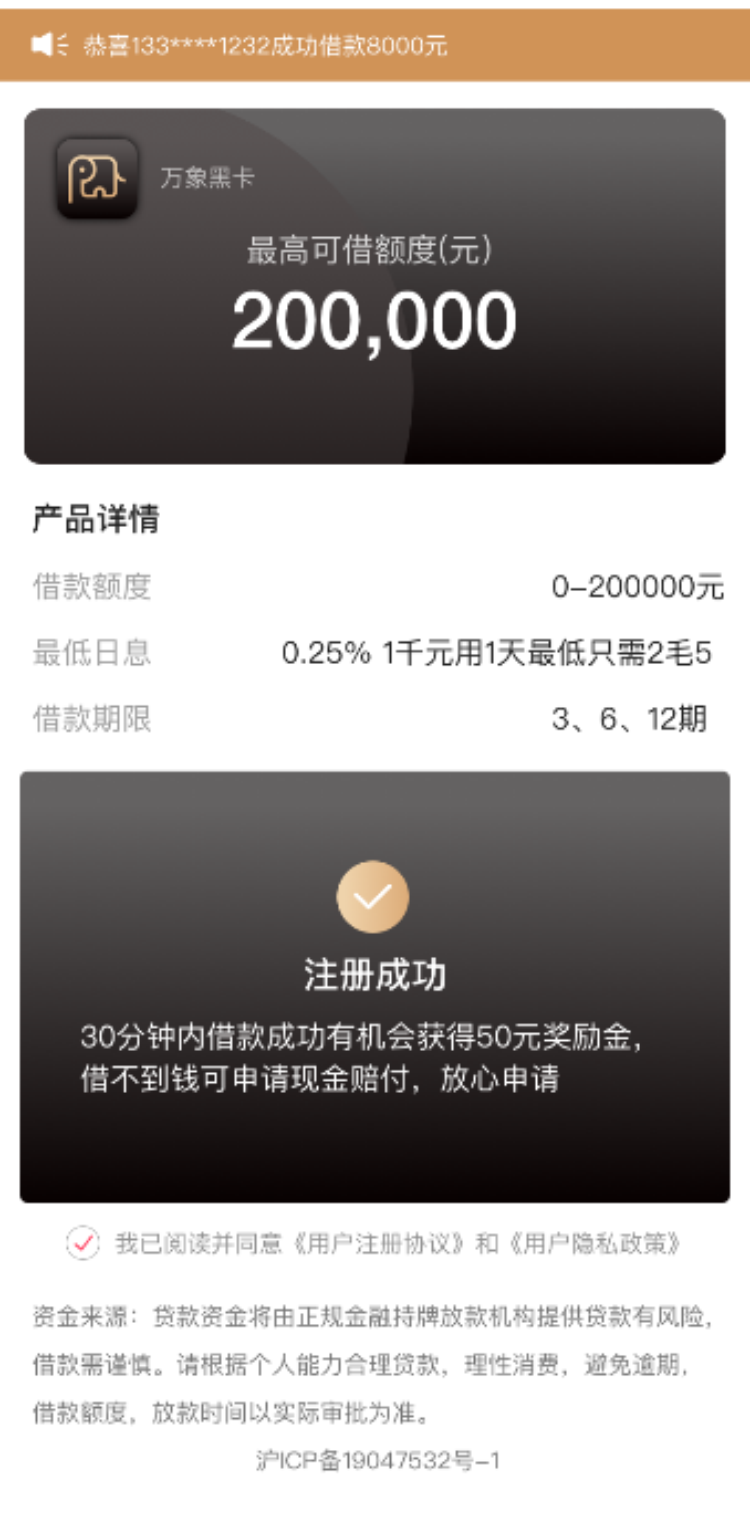 恭喜133****1232成功借款8000元
万象黑卡
最高可借额度(元)
200,000
产品详情
借款额度 0-200000元
最低日息 0.25% 1千元用1天最低只需2毛5
借款期限 3、6、12期
注册成功
30分钟内借款成功有机会获得50元奖励金，
借不到钱可申请现金赔付，放心申请
我已阅读并同意《用户注册协议》和《用户隐私政策》
资金来源：贷款资金将由正规金融持牌放款机构提供贷款有风险，
借款需谨慎。请根据个人能力合理贷款，理性消费，避免逾期，
借款额度，放款时间以实际审批为准。
沪ICP备19047532号-1